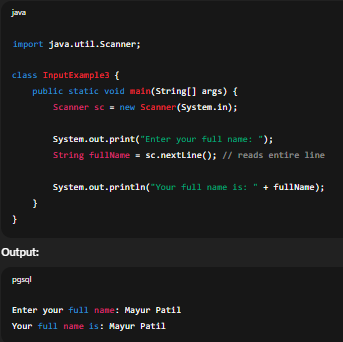 java
import java.util.Scanner;
class InputExample3 {
    public static void main(String[] args) {
        Scanner sc = new Scanner(System.in);
        System.out.print("Enter your full name: ");
        String fullName = sc.nextLine(); // reads entire line
        System.out.println("Your full name is: " + fullName);
    }
}
Output:
pgsql
Enter your full name: Mayur Patil
Your full name is: Mayur Patil